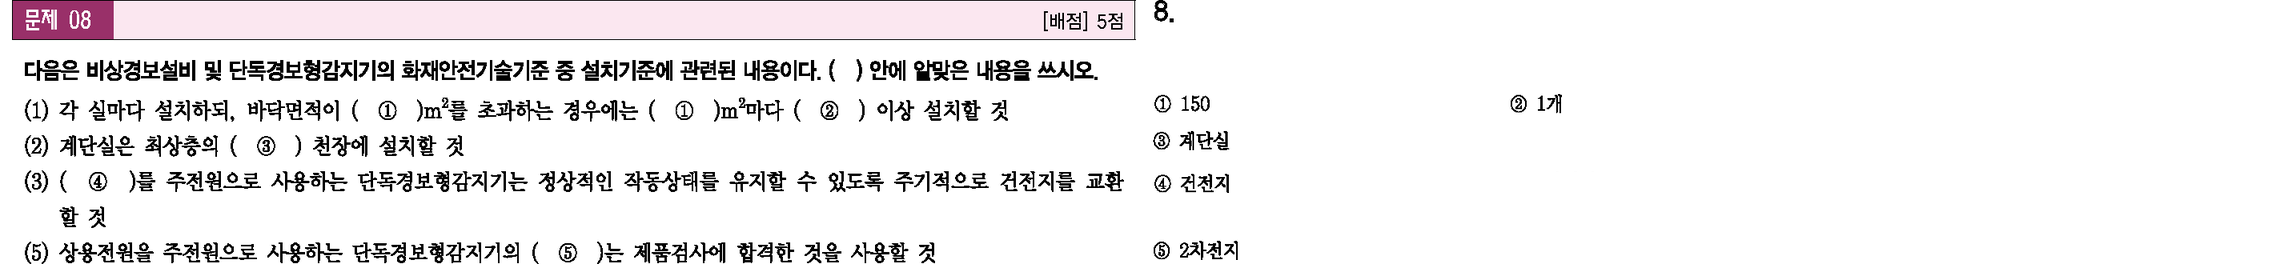 문제 08 [배점] 5점
다음은 비상경보설비 및 단독경보형감지기의 화재안전기술기준 중 설치기준에 관련된 내용이다. ( ) 안에 알맞은 내용을 쓰시오.
(1) 각 실마다 설치하되, 바닥면적이 ( ① )m²를 초과하는 경우에는 ( ① )m²마다 ( ② ) 이상 설치할 것
(2) 계단실은 최상층의 ( ③ ) 천장에 설치할 것
(3) ( ④ )를 주전원으로 사용하는 단독경보형감지기는 정상적인 작동상태를 유지할 수 있도록 주기적으로 건전지를 교환
할 것
(5) 상용전원을 주전원으로 사용하는 단독경보형감지기의 ( ⑤ )는 제품검사에 합격한 것을 사용할 것
8.
① 150 ② 1개
③ 계단실
④ 건전지
⑤ 2차전지